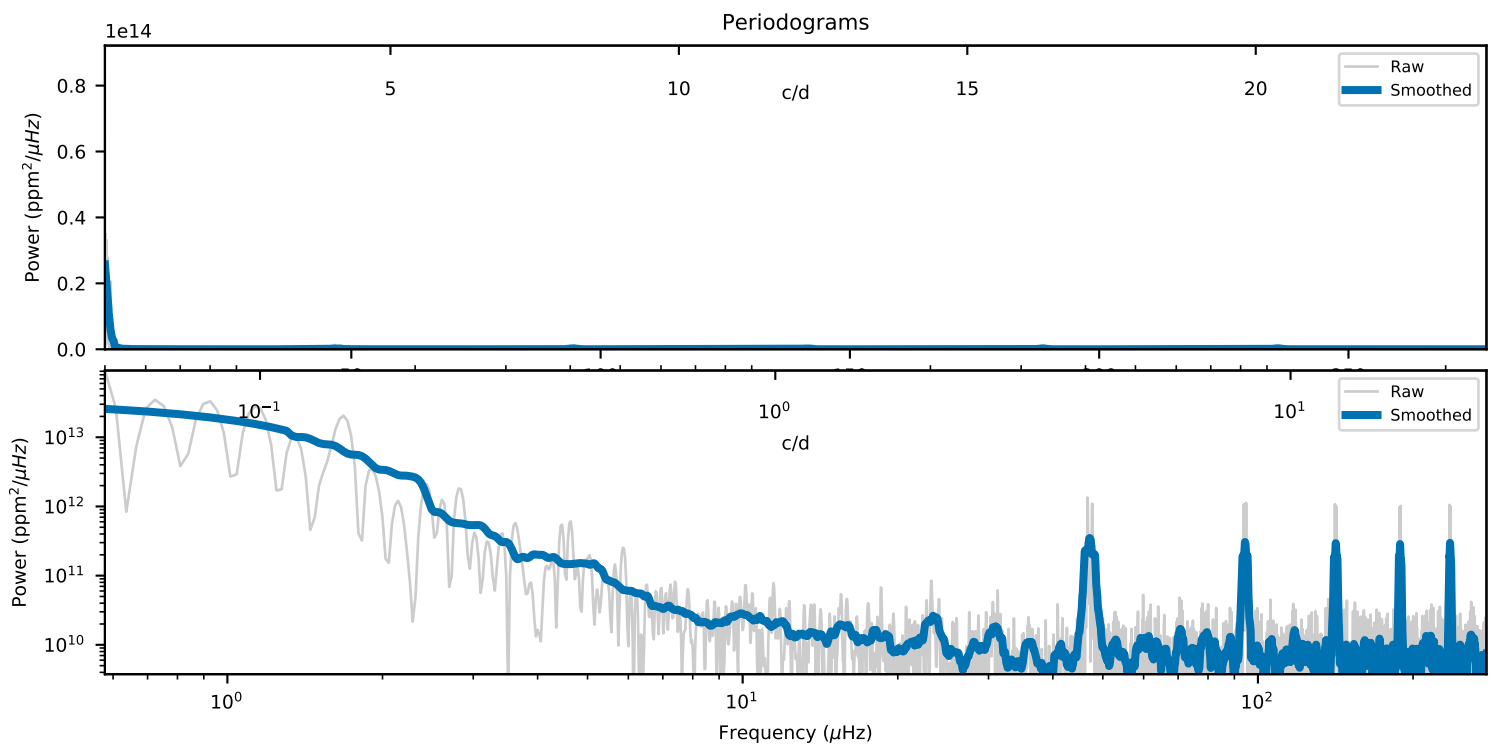 Periodograms
1e14
0.8
0.6
0.4
0.2
0.0
Power (ppm²/μHz)
5 10 15 20
c/d
Raw
Smoothed
10⁻¹ 10⁰ 10¹
c/d
Raw
Smoothed
10¹³
10¹²
10¹¹
10¹⁰
Power (ppm²/μHz)
10⁰ 10¹ 10²
Frequency (μHz)